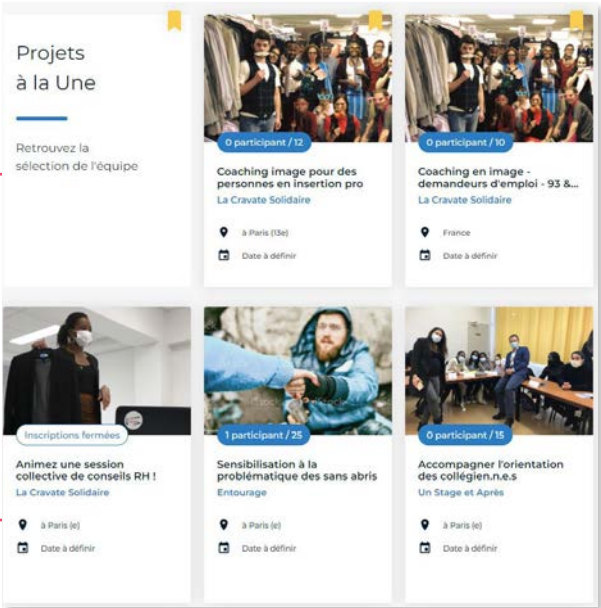 Projets
à la Une
Retrouvez la
sélection de l'équipe
0 participant / 12
Coaching image pour des
personnes en insertion pro
La Cravate Solidaire
à Paris (13e)
Date à définir
0 participant / 10
Coaching en image -
demandeurs d'emploi - 93 &...
La Cravate Solidaire
France
Date à définir
Inscriptions fermées
Animez une session
collective de conseils RH !
La Cravate Solidaire
à Paris (e)
Date à définir
1 participant / 25
Sensibilisation à la
problématique des sans abris
Entourage
à Paris (e)
Date à définir
0 participant / 15
Accompagner l'orientation
des collégien.n.e.s
Un Stage et Après
à Paris (e)
Date à définir